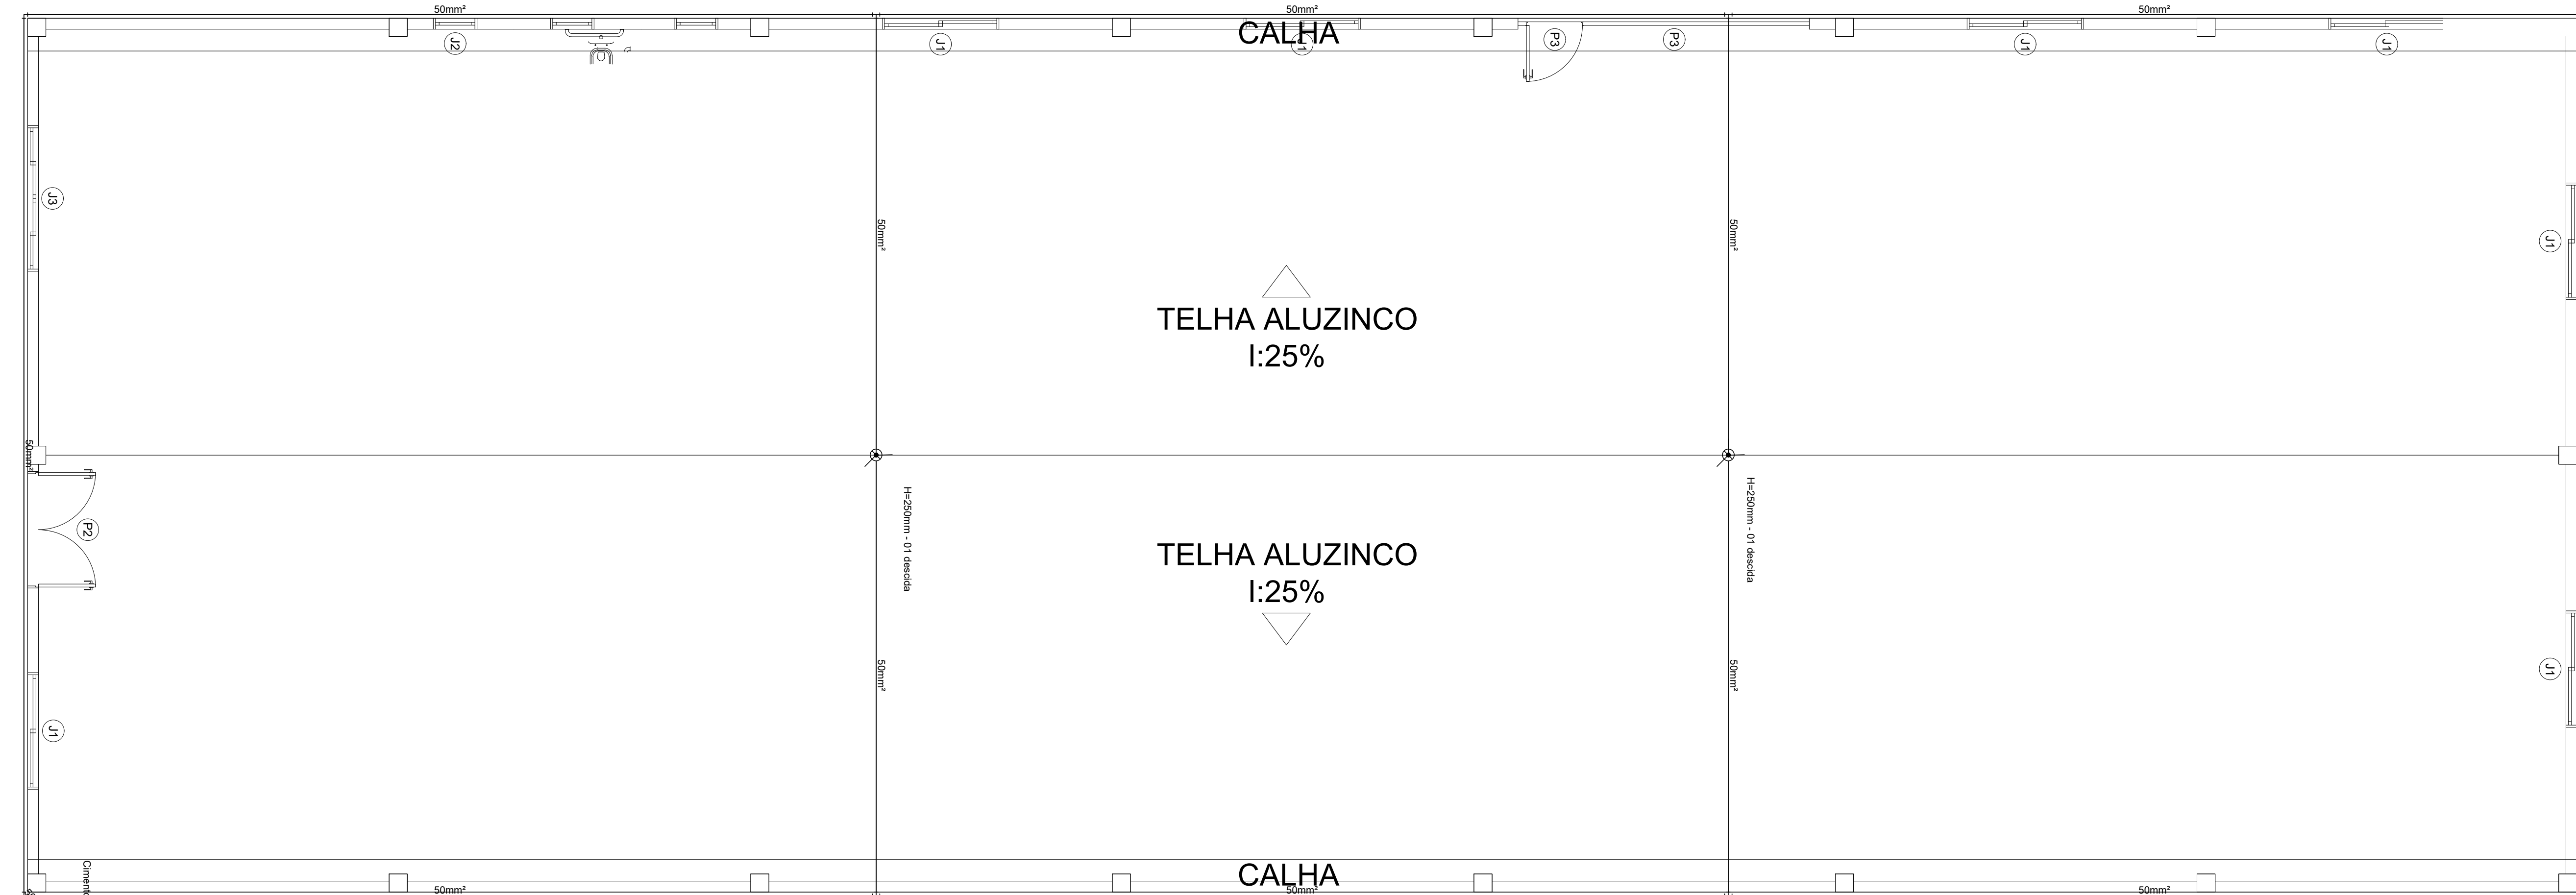 50mm²
50mm²
50mm²
CALHA
J2
J1
J1
P3
P3
J1
J1
J3
50mm²
50mm²
J1
TELHA ALUZINCO
I:25%
50mm²
P2
H=250mm - 01 descida
H=250mm - 01 descida
TELHA ALUZINCO
I:25%
50mm²
50mm²
J1
J1
Cimento
CALHA
50mm²
50mm²
50mm²